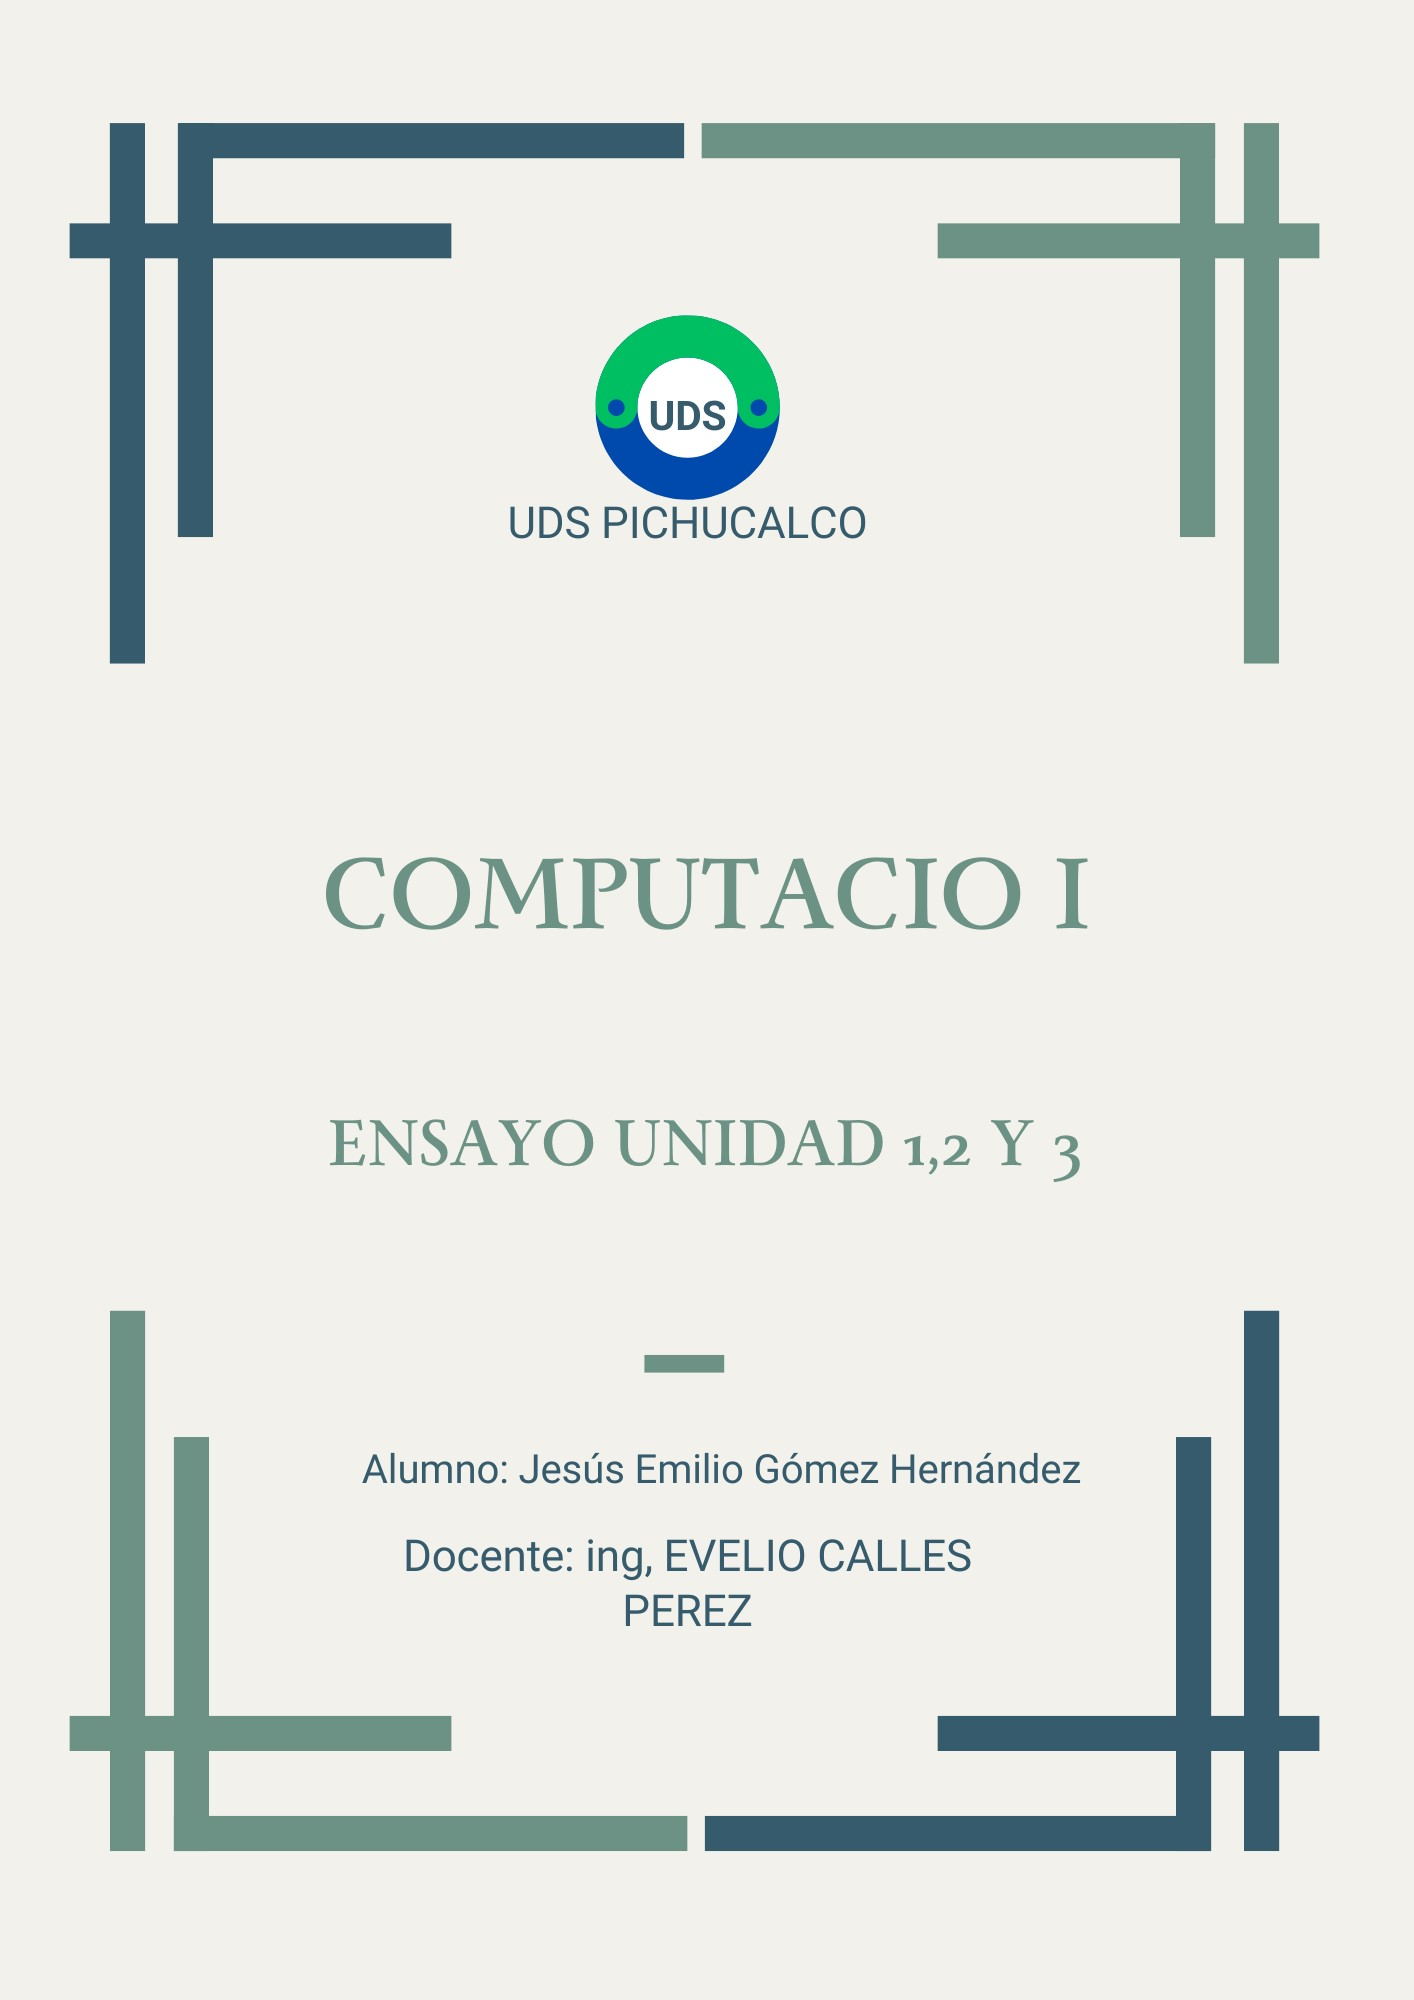 UDS
UDS PICHUCALCO
COMPUTACIO I
ENSAYO UNIDAD 1,2 Y 3
Alumno: Jesús Emilio Gómez Hernández
Docente: ing, EVELIO CALLES
PEREZ